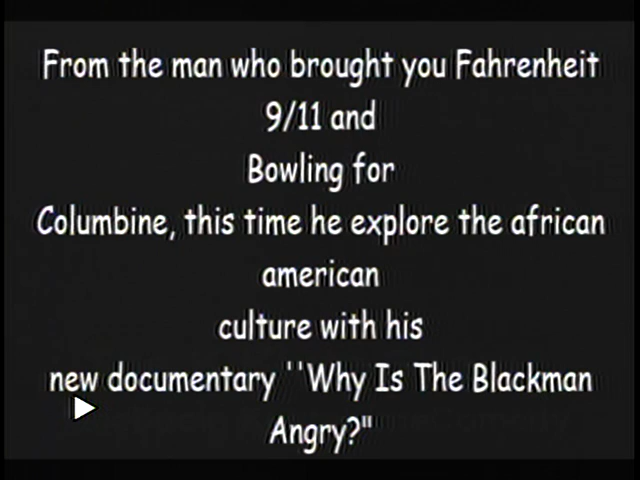 From the man who brought you Fahrenheit
9/11 and
Bowling for
Columbine, this time he explore the african
american
culture with his
new documentary ''Why Is The Blackman
Angry?"